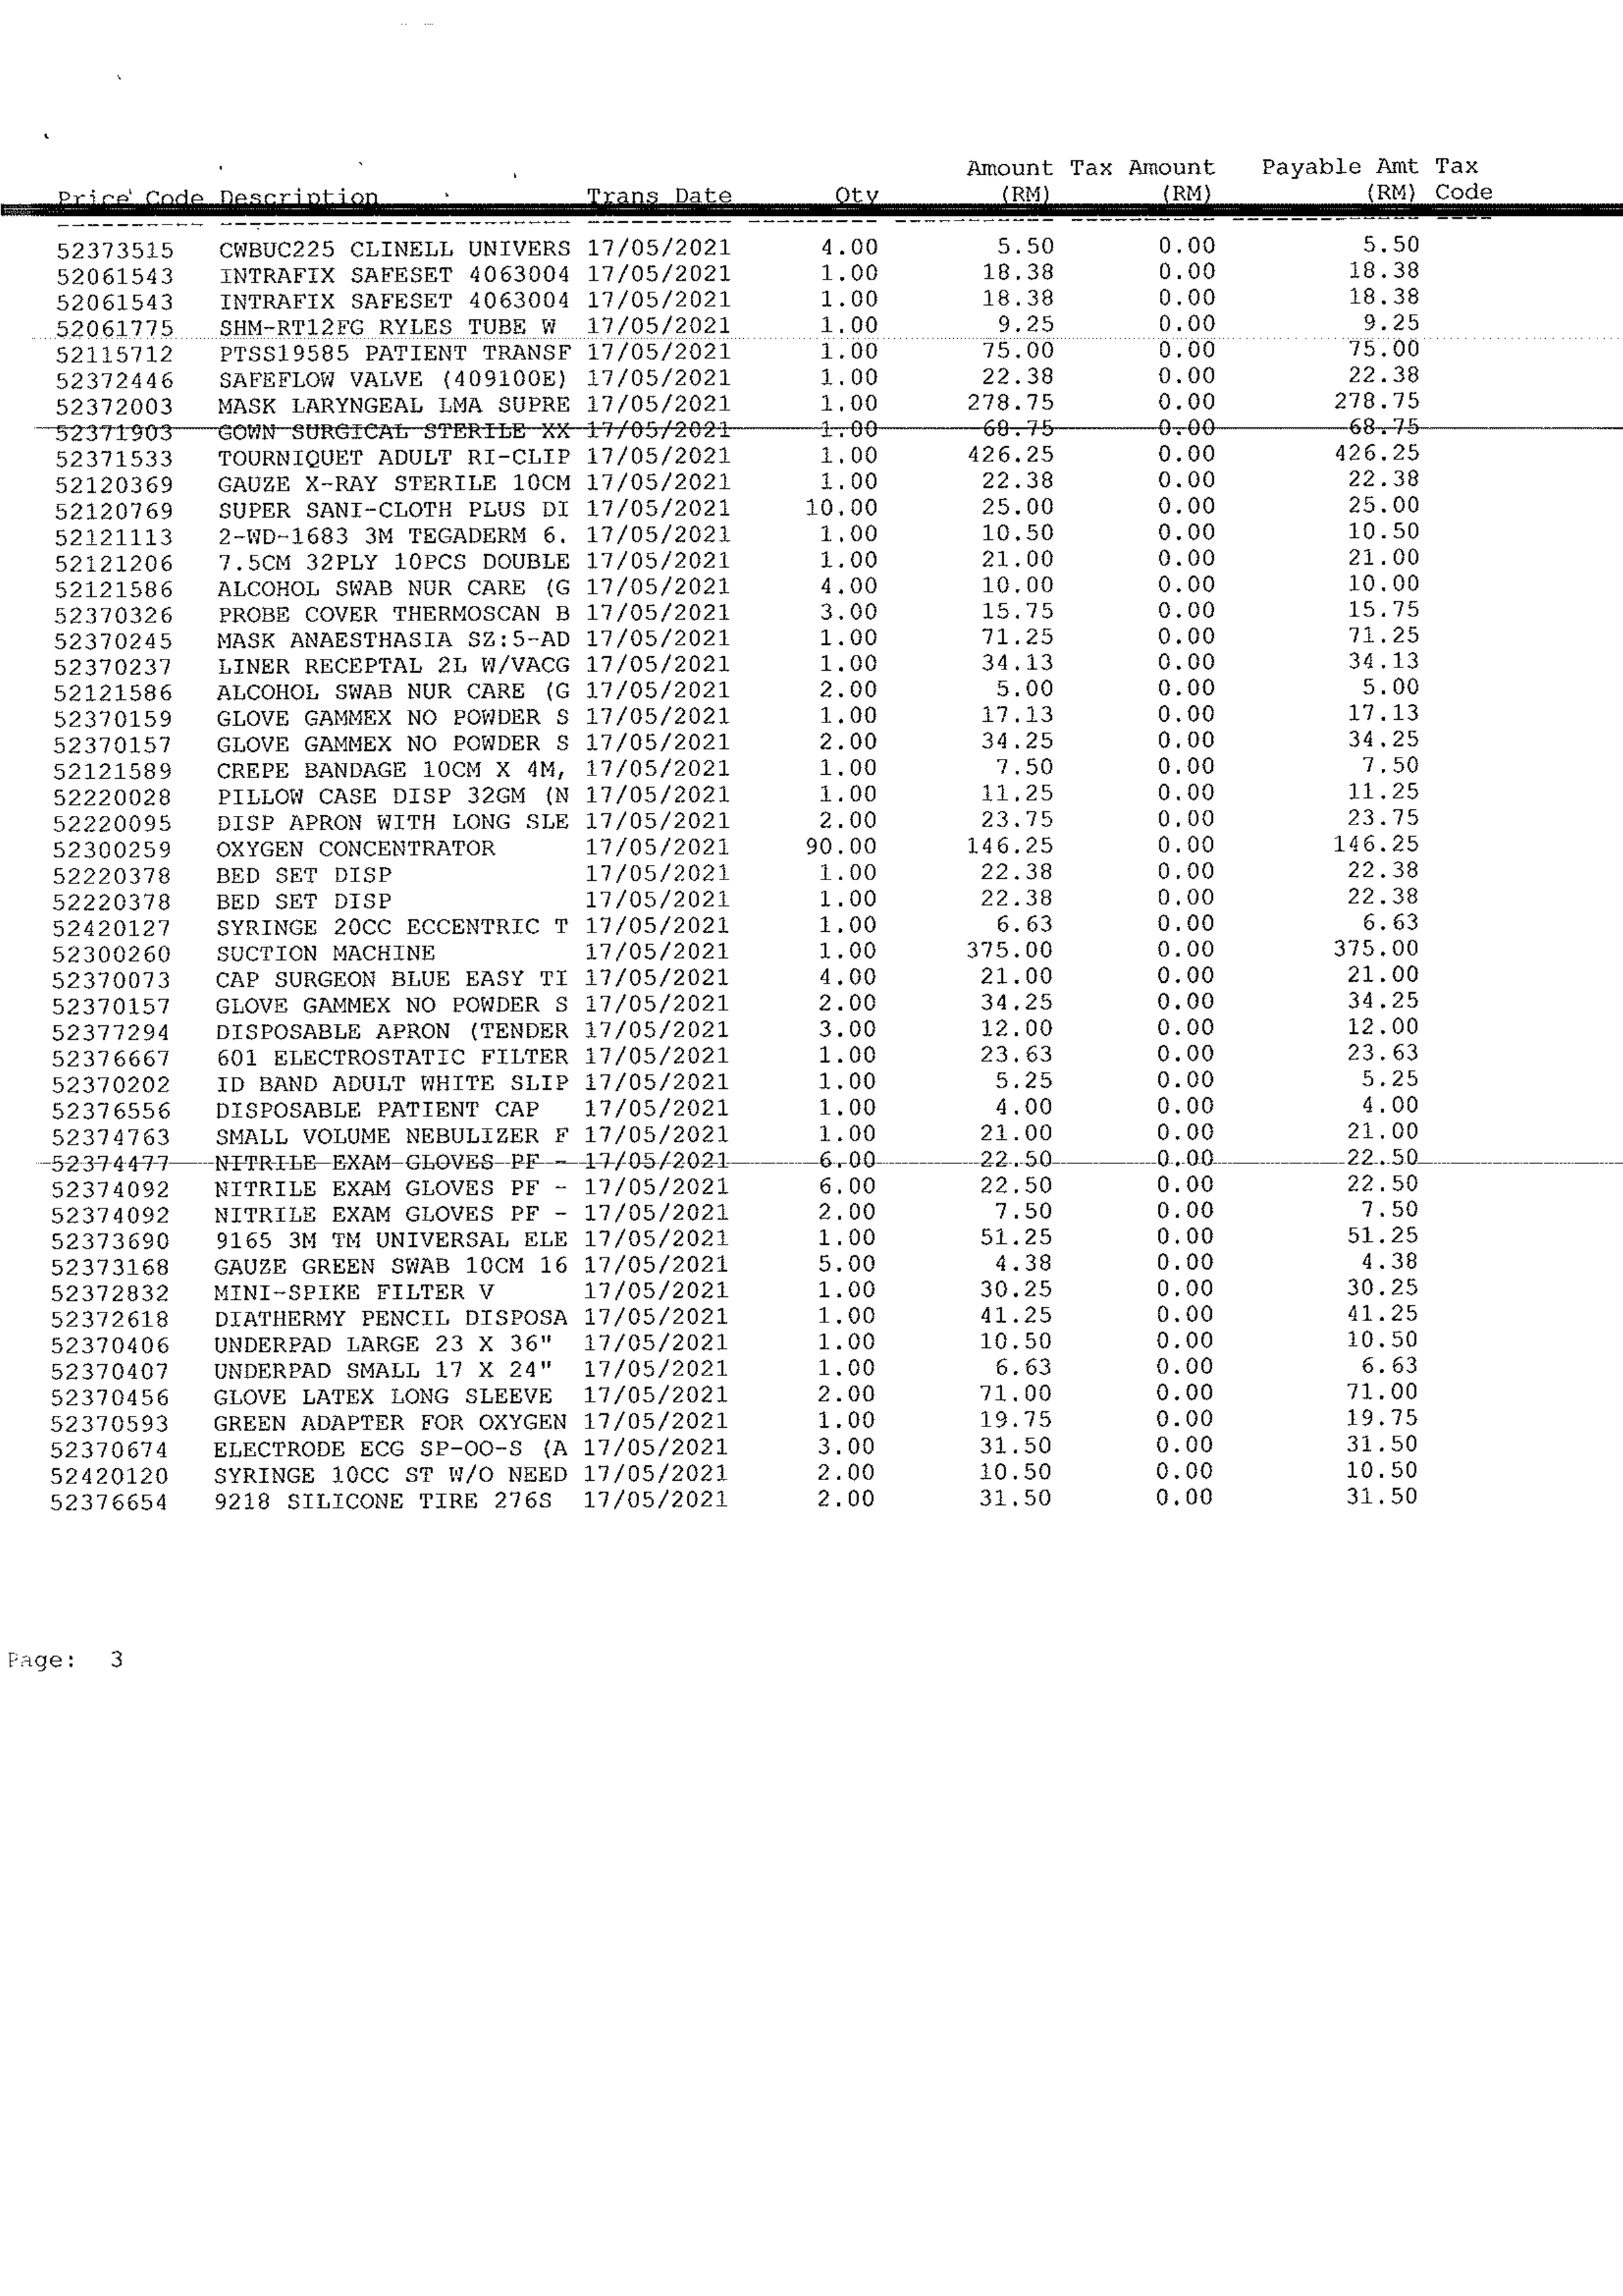 Amount Tax Amount Payable Amt Tax
Price Code Description Trans Date Qty (RM) (RM) (RM) Code
52373515 CWBUC225 CLINELL UNIVERS 17/05/2021 4.00 5.50 0.00 5.50
52061543 INTRAFIX SAFESET 4063004 17/05/2021 1.00 18.38 0.00 18.38
52061543 INTRAFIX SAFESET 4063004 17/05/2021 1.00 18.38 0.00 18.38
52061775 SHM-RT12FG RYLES TUBE W 17/05/2021 1.00 9.25 0.00 9.25
52115712 PTSS19585 PATIENT TRANSF 17/05/2021 1.00 75.00 0.00 75.00
52372446 SAFEFLOW VALVE (409100E) 17/05/2021 1.00 22.38 0.00 22.38
52372003 MASK LARYNGEAL LMA SUPRE 17/05/2021 1.00 278.75 0.00 278.75
52371903 GOWN SURGICAL STERILE XX 17/05/2021 1.00 68.75 0.00 68.75
52371533 TOURNIQUET ADULT RI-CLIP 17/05/2021 1.00 426.25 0.00 426.25
52120369 GAUZE X-RAY STERILE 10CM 17/05/2021 1.00 22.38 0.00 22.38
52120769 SUPER SANI-CLOTH PLUS DI 17/05/2021 10.00 25.00 0.00 25.00
52121113 2-WD-1683 3M TEGADERM 6. 17/05/2021 1.00 10.50 0.00 10.50
52121206 7.5CM 32PLY 10PCS DOUBLE 17/05/2021 1.00 21.00 0.00 21.00
52121586 ALCOHOL SWAB NUR CARE (G 17/05/2021 4.00 10.00 0.00 10.00
52370326 PROBE COVER THERMOSCAN B 17/05/2021 3.00 15.75 0.00 15.75
52370245 MASK ANAESTHASIA SZ:5-AD 17/05/2021 1.00 71.25 0.00 71.25
52370237 LINER RECEPTAL 2L W/VACG 17/05/2021 1.00 34.13 0.00 34.13
52121586 ALCOHOL SWAB NUR CARE (G 17/05/2021 2.00 5.00 0.00 5.00
52370159 GLOVE GAMMEX NO POWDER S 17/05/2021 1.00 17.13 0.00 17.13
52370157 GLOVE GAMMEX NO POWDER S 17/05/2021 2.00 34.25 0.00 34.25
52121589 CREPE BANDAGE 10CM X 4M, 17/05/2021 1.00 7.50 0.00 7.50
52220028 PILLOW CASE DISP 32GM (N 17/05/2021 1.00 11.25 0.00 11.25
52220095 DISP APRON WITH LONG SLE 17/05/2021 2.00 23.75 0.00 23.75
52300259 OXYGEN CONCENTRATOR 17/05/2021 90.00 146.25 0.00 146.25
52220378 BED SET DISP 17/05/2021 1.00 22.38 0.00 22.38
52220378 BED SET DISP 17/05/2021 1.00 22.38 0.00 22.38
52420127 SYRINGE 20CC ECCENTRIC T 17/05/2021 1.00 6.63 0.00 6.63
52300260 SUCTION MACHINE 17/05/2021 1.00 375.00 0.00 375.00
52370073 CAP SURGEON BLUE EASY TI 17/05/2021 4.00 21.00 0.00 21.00
52370157 GLOVE GAMMEX NO POWDER S 17/05/2021 2.00 34.25 0.00 34.25
52377294 DISPOSABLE APRON (TENDER 17/05/2021 3.00 12.00 0.00 12.00
52376667 601 ELECTROSTATIC FILTER 17/05/2021 1.00 23.63 0.00 23.63
52370202 ID BAND ADULT WHITE SLIP 17/05/2021 1.00 5.25 0.00 5.25
52376556 DISPOSABLE PATIENT CAP 17/05/2021 1.00 4.00 0.00 4.00
52374763 SMALL VOLUME NEBULIZER F 17/05/2021 1.00 21.00 0.00 21.00
52374477 NITRILE EXAM GLOVES PF - 17/05/2021 6.00 22.50 0.00 22.50
52374092 NITRILE EXAM GLOVES PF - 17/05/2021 6.00 22.50 0.00 22.50
52374092 NITRILE EXAM GLOVES PF - 17/05/2021 2.00 7.50 0.00 7.50
52373690 9165 3M TM UNIVERSAL ELE 17/05/2021 1.00 51.25 0.00 51.25
52373168 GAUZE GREEN SWAB 10CM 16 17/05/2021 5.00 4.38 0.00 4.38
52372832 MINI-SPIKE FILTER V 17/05/2021 1.00 30.25 0.00 30.25
52372618 DIATHERMY PENCIL DISPOSA 17/05/2021 1.00 41.25 0.00 41.25
52370406 UNDERPAD LARGE 23 X 36" 17/05/2021 1.00 10.50 0.00 10.50
52370407 UNDERPAD SMALL 17 X 24" 17/05/2021 1.00 6.63 0.00 6.63
52370456 GLOVE LATEX LONG SLEEVE 17/05/2021 2.00 71.00 0.00 71.00
52370593 GREEN ADAPTER FOR OXYGEN 17/05/2021 1.00 19.75 0.00 19.75
52370674 ELECTRODE ECG SP-OO-S (A 17/05/2021 3.00 31.50 0.00 31.50
52420120 SYRINGE 10CC ST W/O NEED 17/05/2021 2.00 10.50 0.00 10.50
52376654 9218 SILICONE TIRE 276S 17/05/2021 2.00 31.50 0.00 31.50
Page: 3